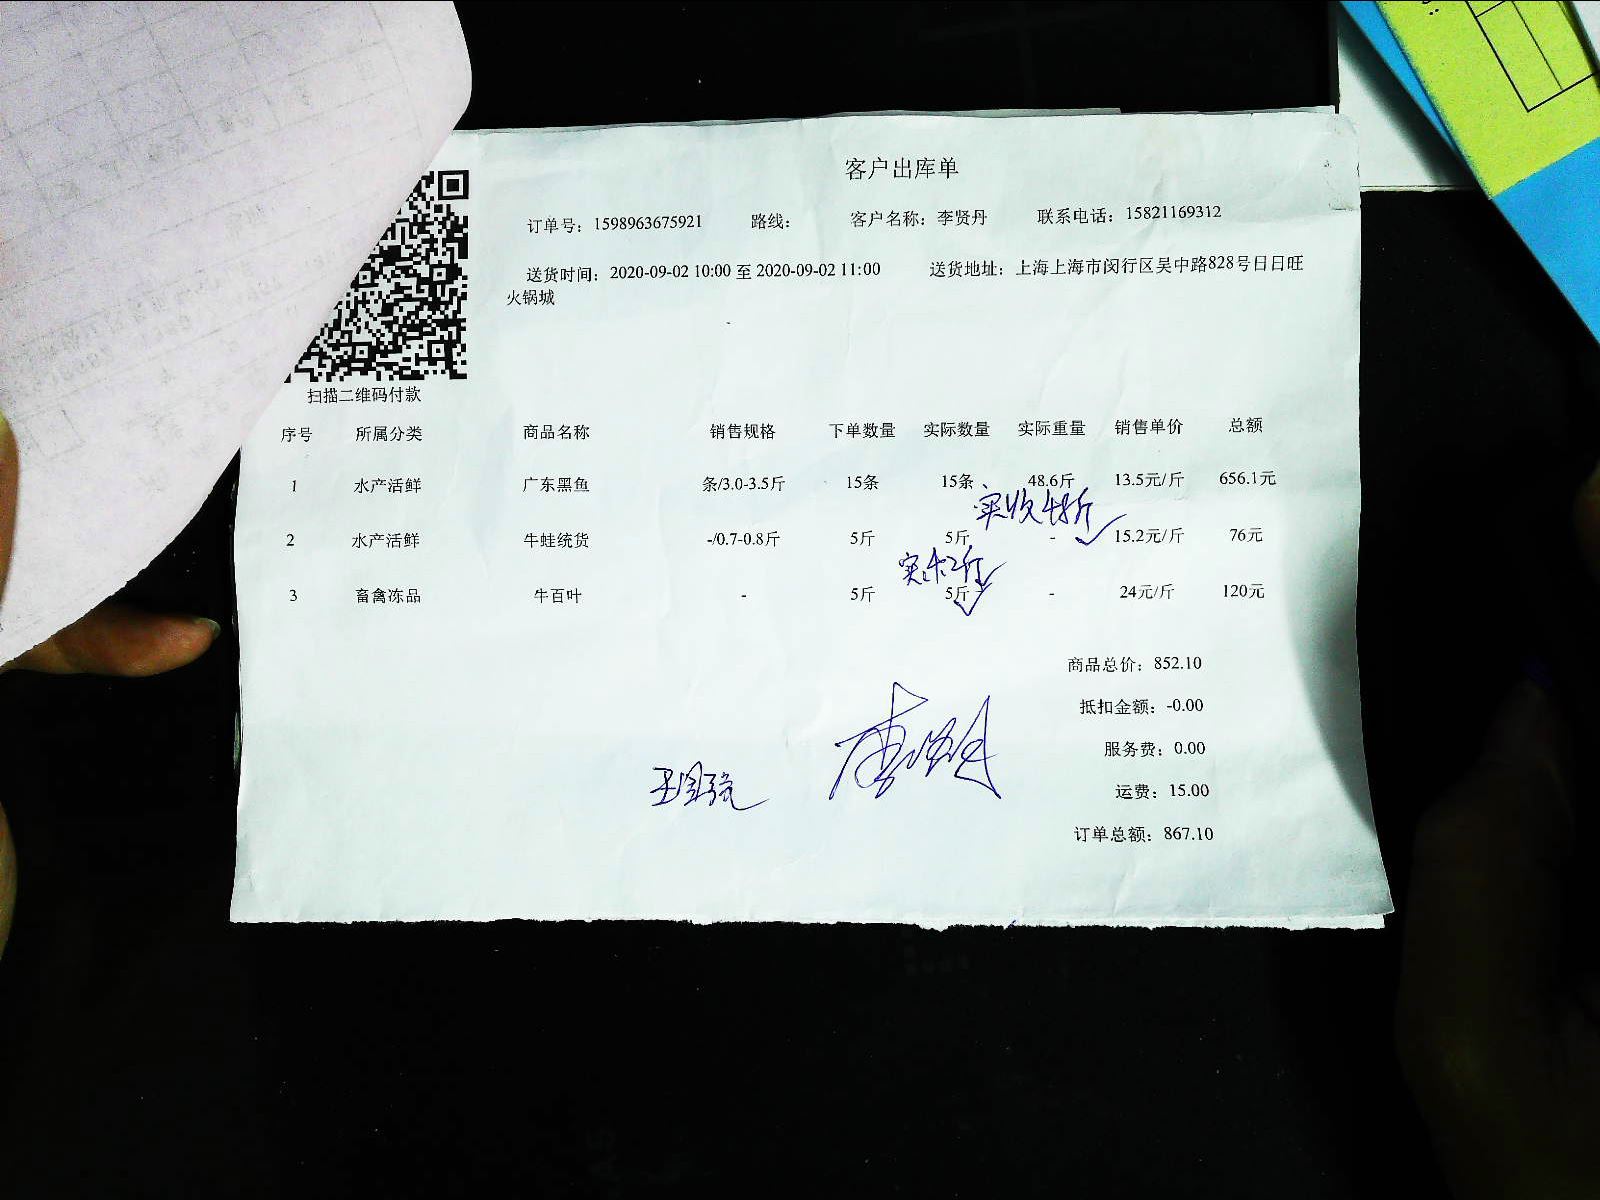 客户出库单
订单号：1598963675921 路线： 客户名称：李贤丹 联系电话：15821169312
送货时间：2020-09-02 10:00 至 2020-09-02 11:00 送货地址：上海上海市闵行区吴中路828号日日旺
火锅城
扫描二维码付款
序号 所属分类 商品名称 销售规格 下单数量 实际数量 实际重量 销售单价 总额
1 水产活鲜 广东黑鱼 条/3.0-3.5斤 15条 15条 48.6斤 13.5元/斤 656.1元
实收48斤
2 水产活鲜 牛蛙统货 -/0.7-0.8斤 5斤 5斤 - 15.2元/斤 76元
3 畜禽冻品 牛百叶 - 5斤 5斤 - 24元/斤 120元
商品总价：852.10
抵扣金额：-0.00
服务费：0.00
运费：15.00
订单总额：867.10